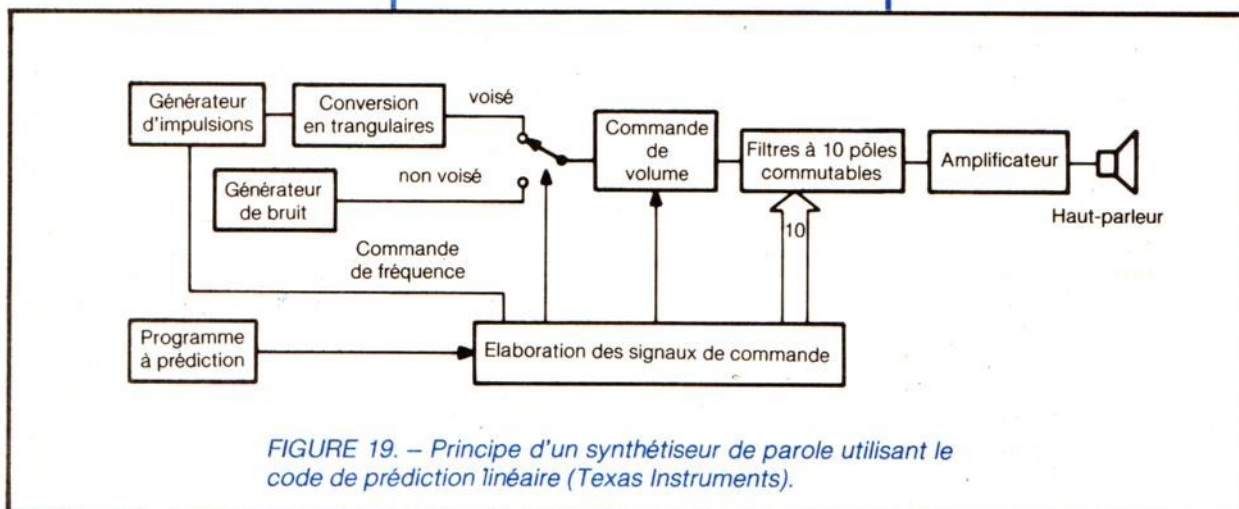 Générateur
d'impulsions
Conversion
en trangulaires
voisé
Générateur
de bruit
non voisé
Commande
de
volume
Filtres à 10 pôles
commutables
Amplificateur
Haut-parleur
10
Commande
de fréquence
Programme
à prédiction
Elaboration des signaux de commande
FIGURE 19. – Principe d'un synthétiseur de parole utilisant le
code de prédiction linéaire (Texas Instruments).